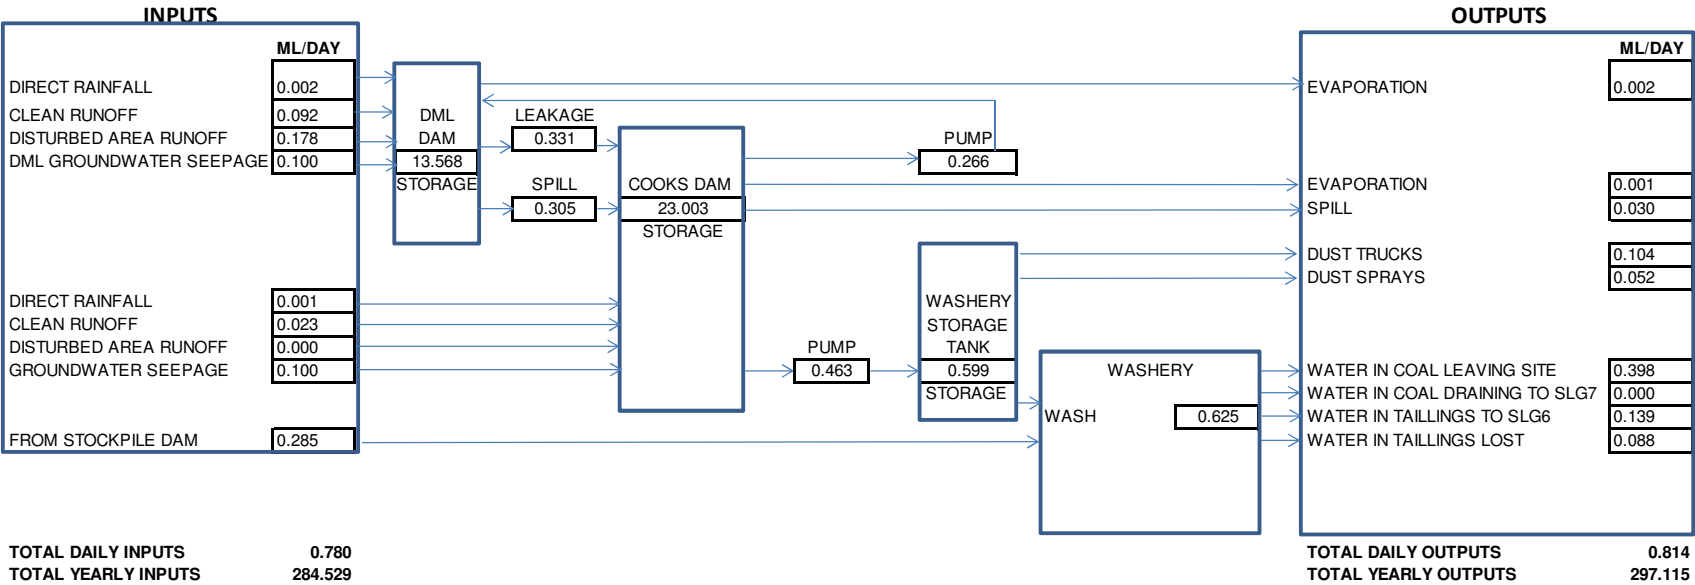 INPUTS
ML/DAY
DIRECT RAINFALL 0.002
CLEAN RUNOFF 0.092
DISTURBED AREA RUNOFF 0.178
DML GROUNDWATER SEEPAGE 0.100
DIRECT RAINFALL 0.001
CLEAN RUNOFF 0.023
DISTURBED AREA RUNOFF 0.000
GROUNDWATER SEEPAGE 0.100
FROM STOCKPILE DAM 0.285
TOTAL DAILY INPUTS 0.780
TOTAL YEARLY INPUTS 284.529
DML
DAM
13.568
STORAGE
LEAKAGE
0.331
SPILL
0.305
COOKS DAM
23.003
STORAGE
PUMP
0.266
PUMP
0.463
WASHERY
STORAGE
TANK
0.599
STORAGE
WASHERY
WASH 0.625
OUTPUTS
ML/DAY
EVAPORATION 0.002
EVAPORATION 0.001
SPILL 0.030
DUST TRUCKS 0.104
DUST SPRAYS 0.052
WATER IN COAL LEAVING SITE 0.398
WATER IN COAL DRAINING TO SLG7 0.000
WATER IN TAILLINGS TO SLG6 0.139
WATER IN TAILLINGS LOST 0.088
TOTAL DAILY OUTPUTS 0.814
TOTAL YEARLY OUTPUTS 297.115